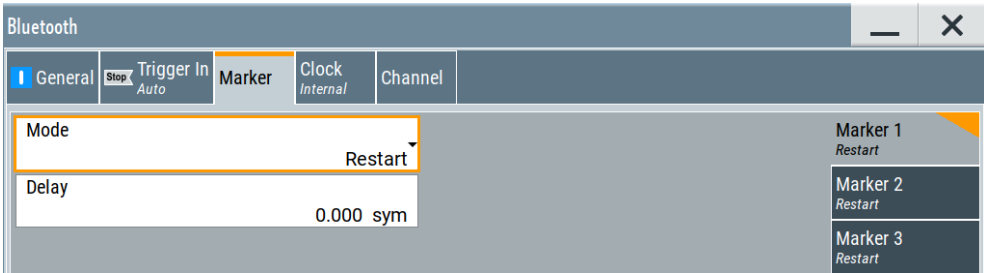 Bluetooth
General
Stop
Trigger In
Auto
Marker
Clock
Internal
Channel
Mode
Restart
Delay
0.000 sym
Marker 1
Restart
Marker 2
Restart
Marker 3
Restart